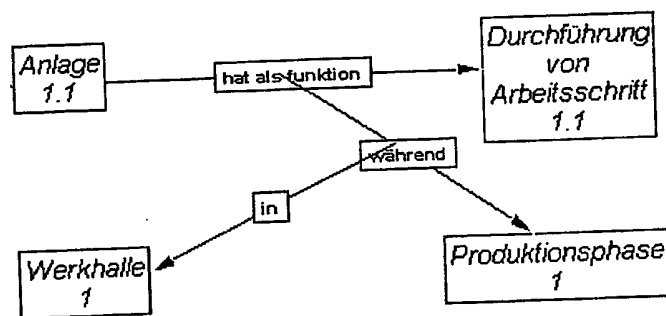 Anlage
1.1
hat als funktion
Durchführung
von
Arbeitsschritt
1.1
während
in
Werkhalle
1
Produktionsphase
1